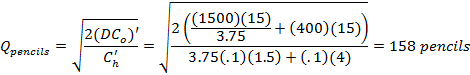 Q_pencils = √(2(DC_o)′ / C_h′) = √(2((1500)(15)/3.75 + (400)(15)) / (3.75(.1)(1.5) + (.1)(4))) = 158 pencils